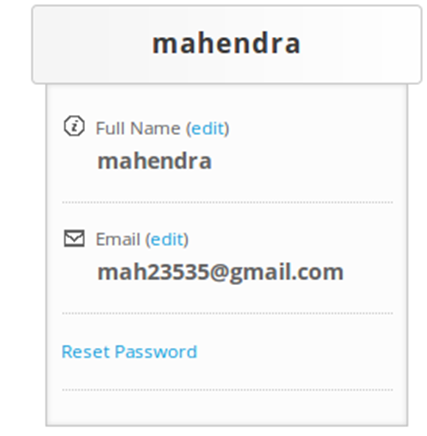 mahendra
Full Name (edit)
mahendra
Email (edit)
mah23535@gmail.com
Reset Password